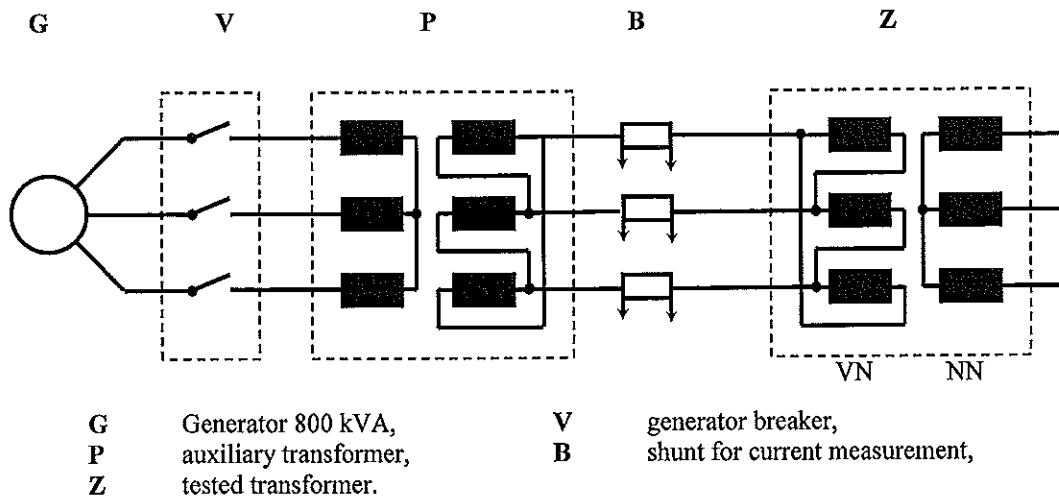 G V P B Z
VN NN
G Generator 800 kVA, V generator breaker,
P auxiliary transformer, B shunt for current measurement,
Z tested transformer.